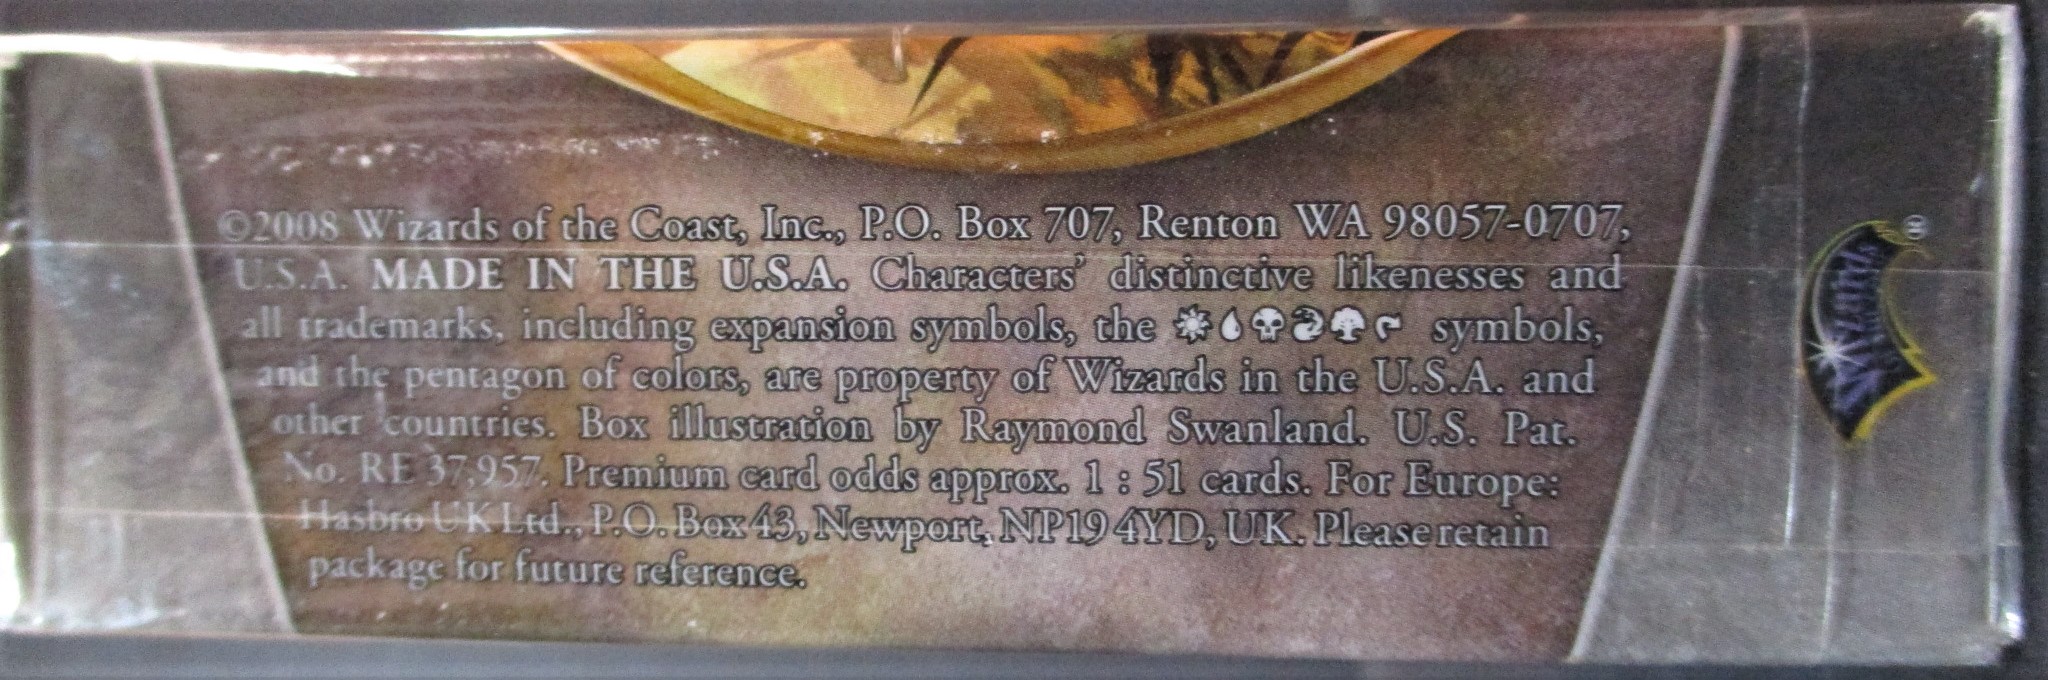 ©2008 Wizards of the Coast, Inc., P.O. Box 707, Renton WA 98057-0707,
U.S.A. MADE IN THE U.S.A. Characters' distinctive likenesses and
all trademarks, including expansion symbols, the symbols,
and the pentagon of colors, are property of Wizards in the U.S.A. and
other countries. Box illustration by Raymond Swanland. U.S. Pat.
No. RE 37,957. Premium card odds approx. 1 : 51 cards. For Europe:
Hasbro UK Ltd., P.O. Box 43, Newport, NP19 4YD, UK. Please retain
package for future reference.
Wizards
®